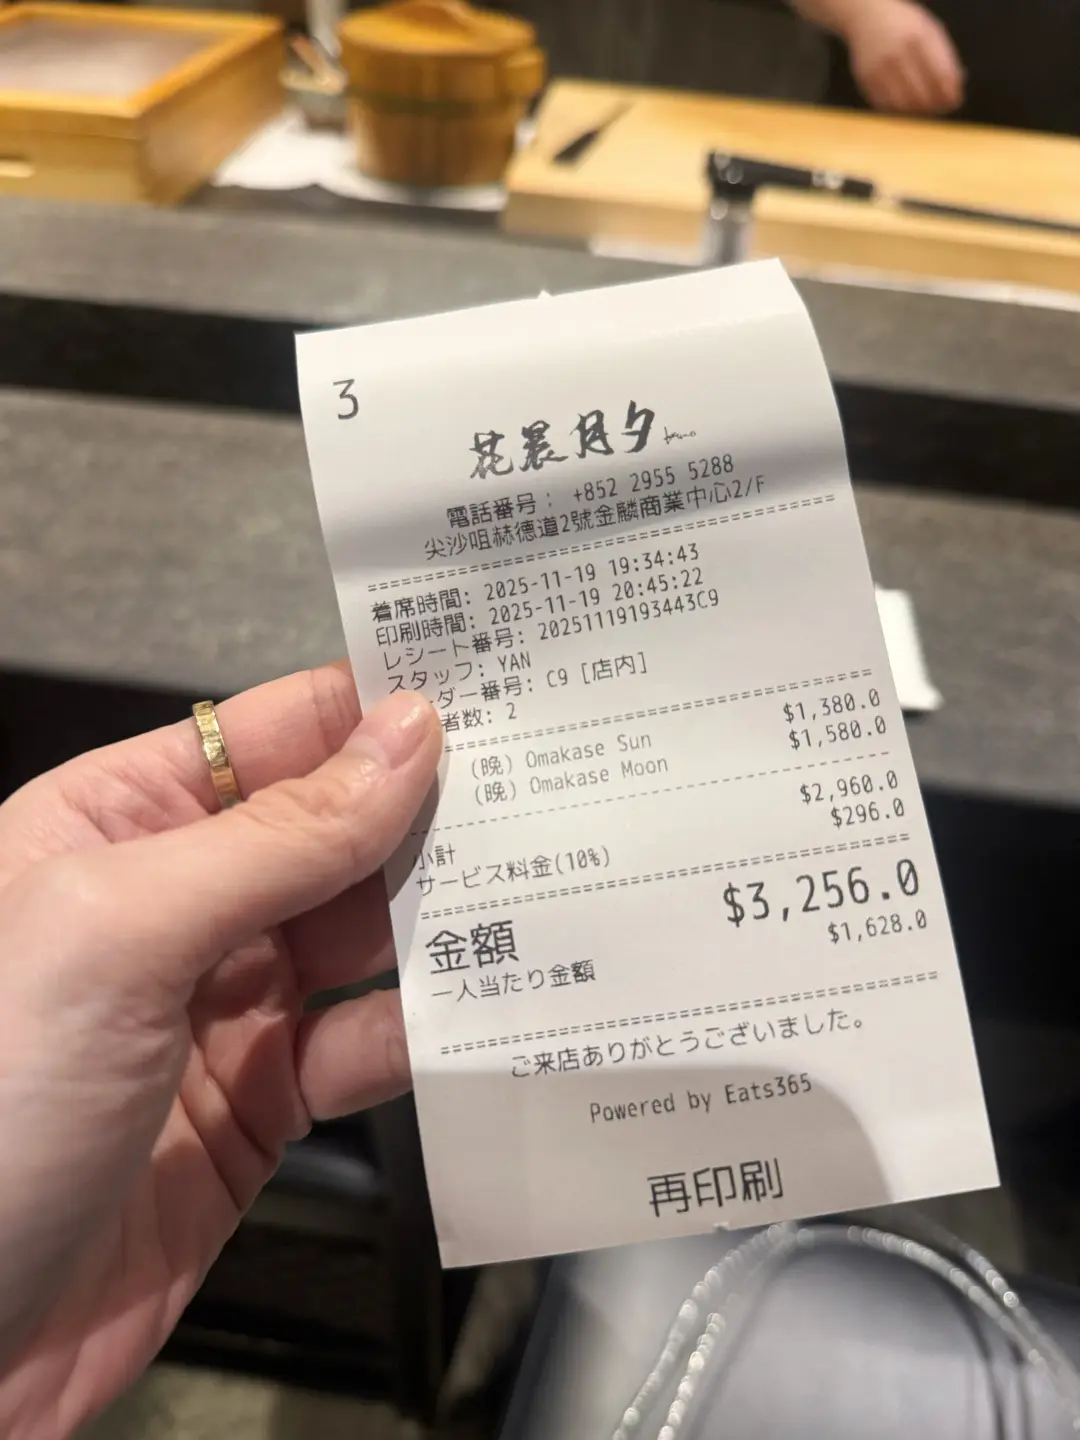 3
花晨月夕
電話番号： +852 2955 5288
尖沙咀赫德道2號金麟商業中心2/F
着席時間: 2025-11-19 19:34:43
印刷時間: 2025-11-19 20:45:22
レシート番号: 20251119193443C9
スタッフ: YAN
ダー番号: C9 [店内]
者数: 2
(晩) Omakase Sun $1,380.0
(晩) Omakase Moon $1,580.0
小計 $2,960.0
サービス料金(10%) $296.0
金額 $3,256.0
一人当たり金額 $1,628.0
ご来店ありがとうございました。
Powered by Eats365
再印刷